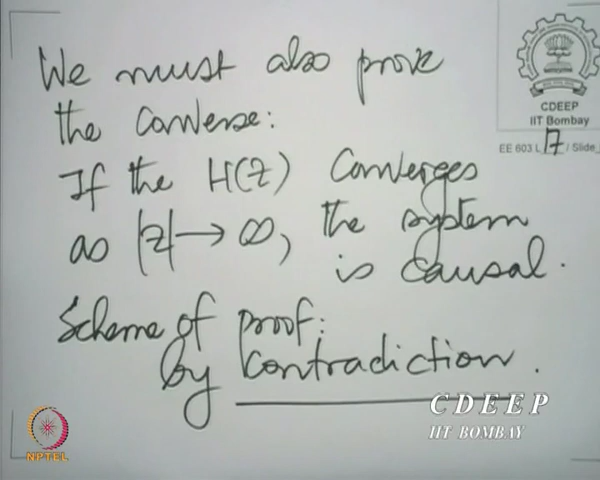 We must also prove
the converse:
If the H(Z) converges
as |z| → ∞, the system
is causal.
Scheme of proof:
by contradiction.
CDEEP
IIT Bombay
EE 603 L 17 / Slide
CDEEP
IIT BOMBAY
NPTEL